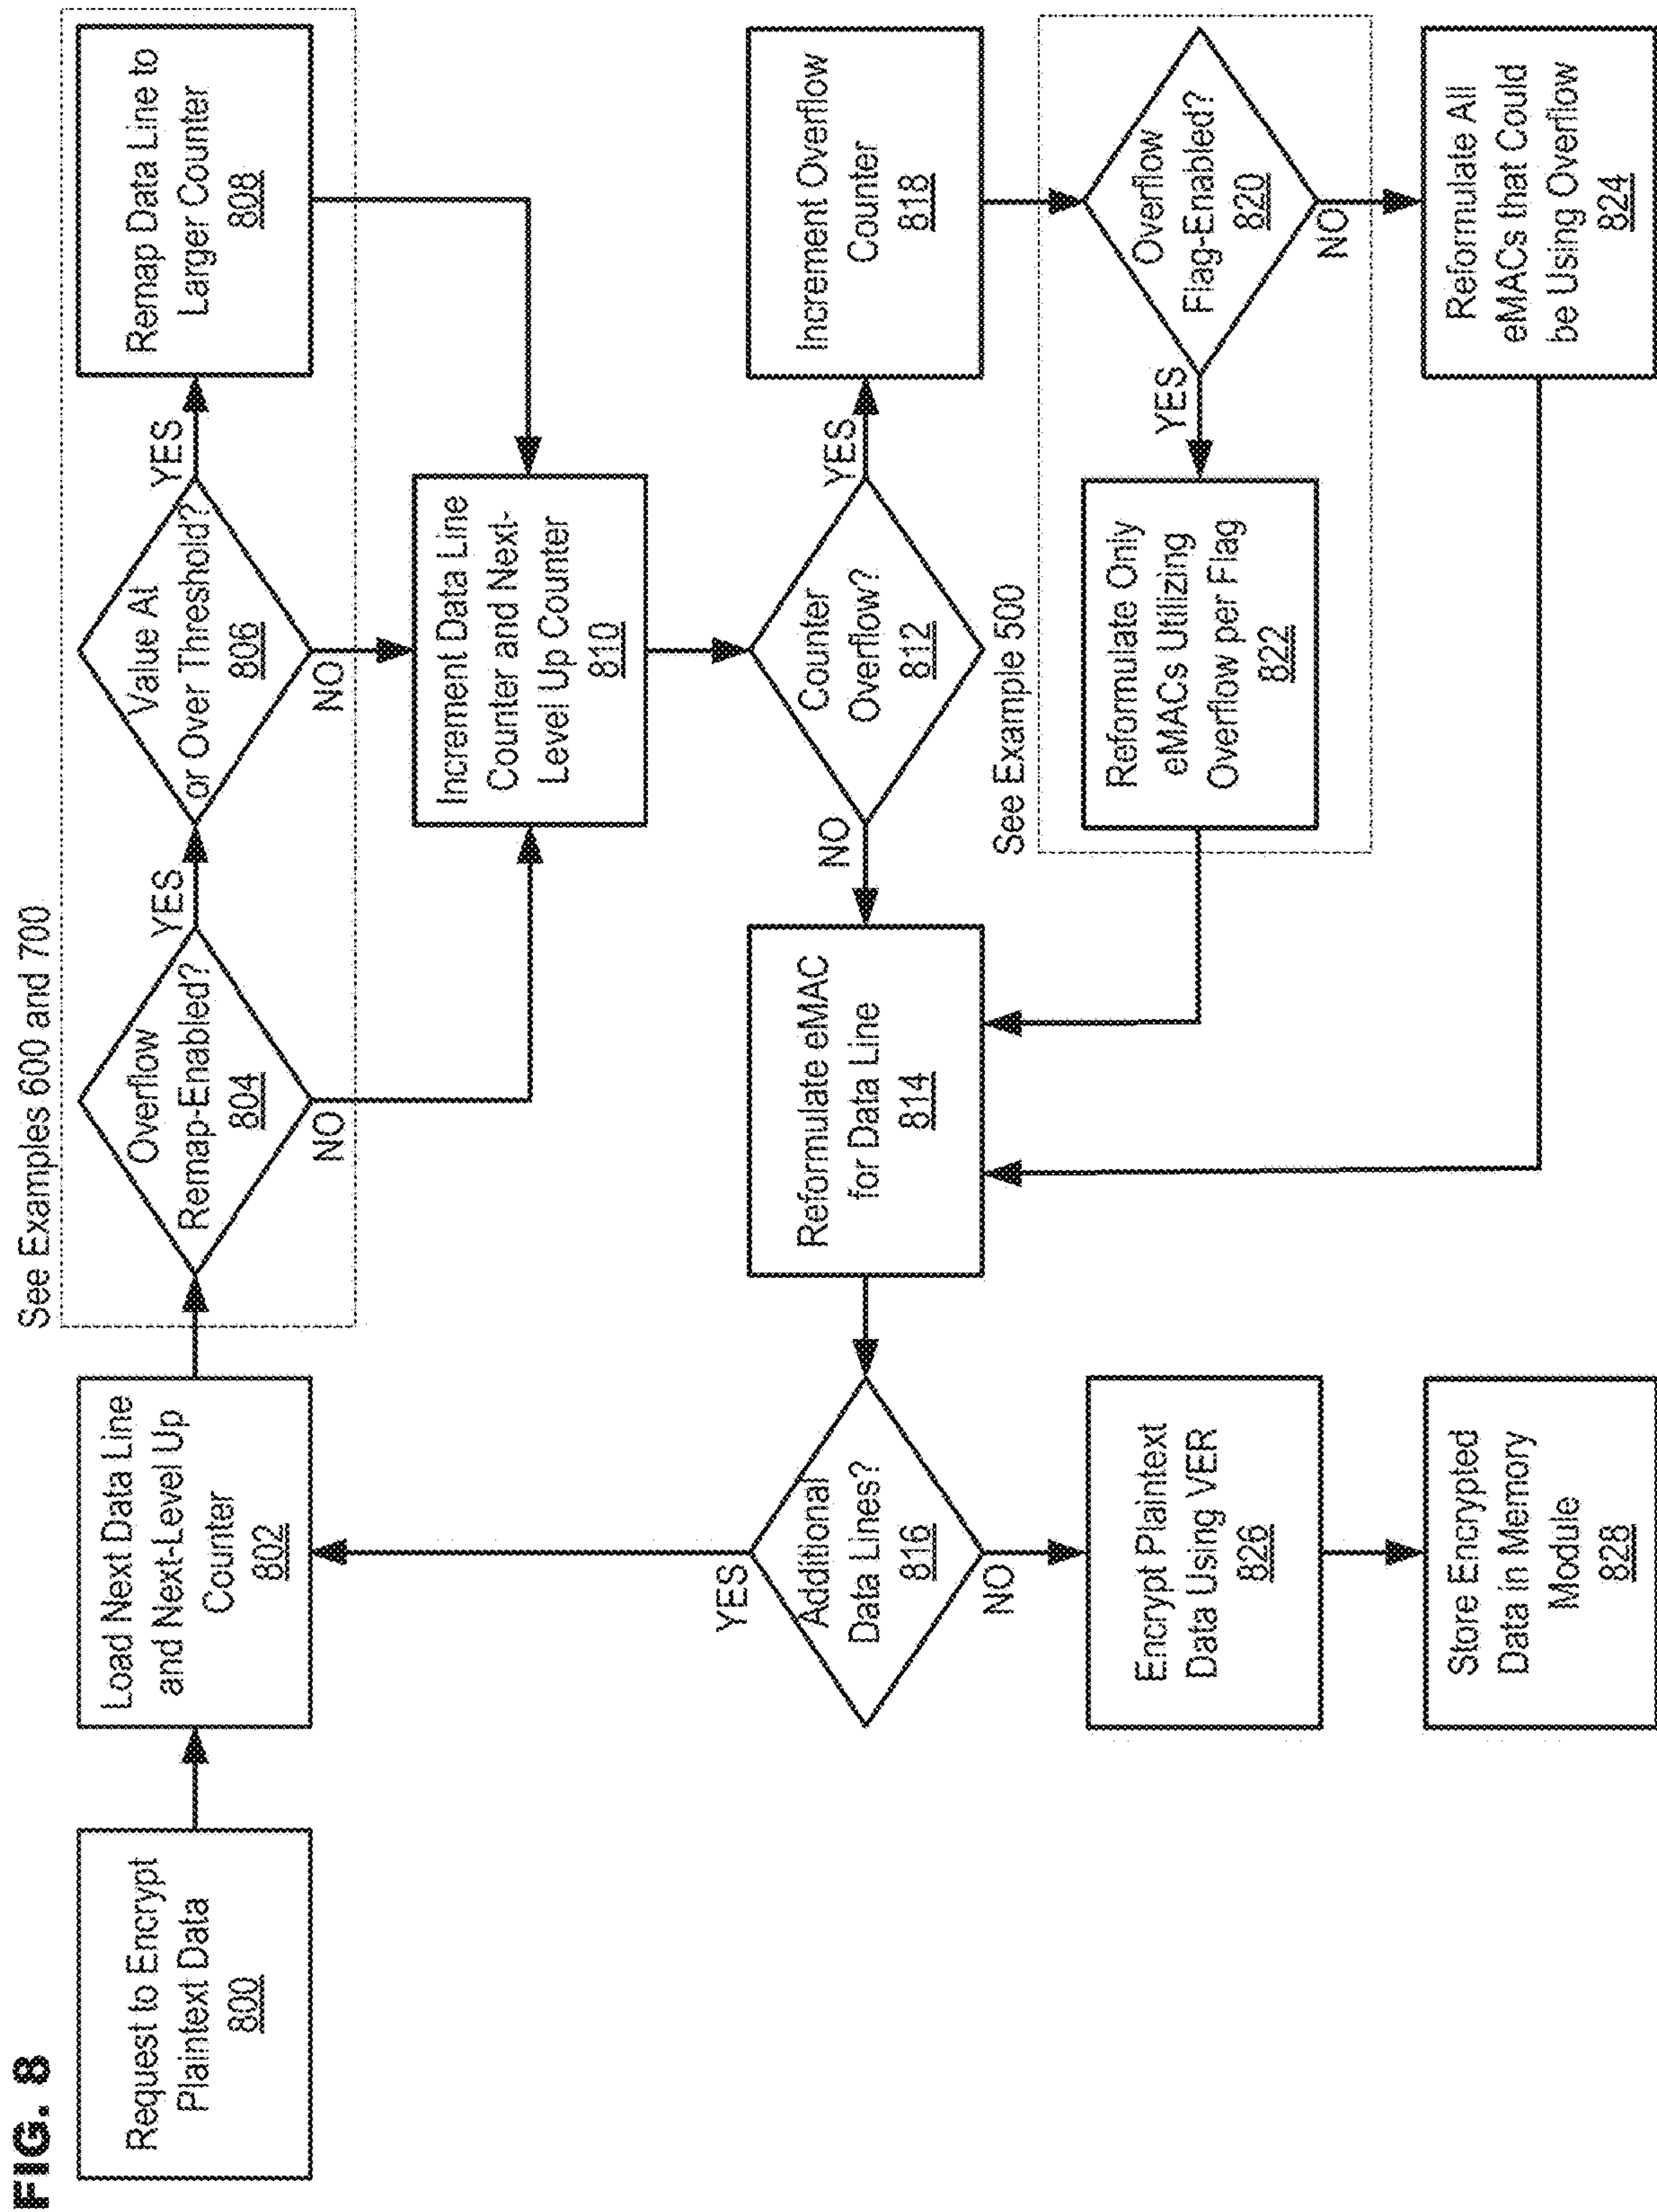 FIG. 8
Request to Encrypt
Plaintext Data
800
Load Next Data Line
and Next-Level Up
Counter
802
See Examples 600 and 700
Overflow
Remap-Enabled?
804
YES
NO
Value At
or Over Threshold?
806
YES
NO
Remap Data Line to
Larger Counter
808
Increment Data Line
Counter and Next-
Level Up Counter
810
Counter
Overflow?
812
YES
NO
Increment Overflow
Counter
818
See Example 500
Overflow
Flag-Enabled?
820
YES
NO
Reformulate Only
eMACs Utilizing
Overflow per Flag
822
Reformulate All
eMACs that Could
be Using Overflow
824
Reformulate eMAC
for Data Line
814
Additional
Data Lines?
816
YES
NO
Encrypt Plaintext
Data Using VER
826
Store Encrypted
Data in Memory
Module
828